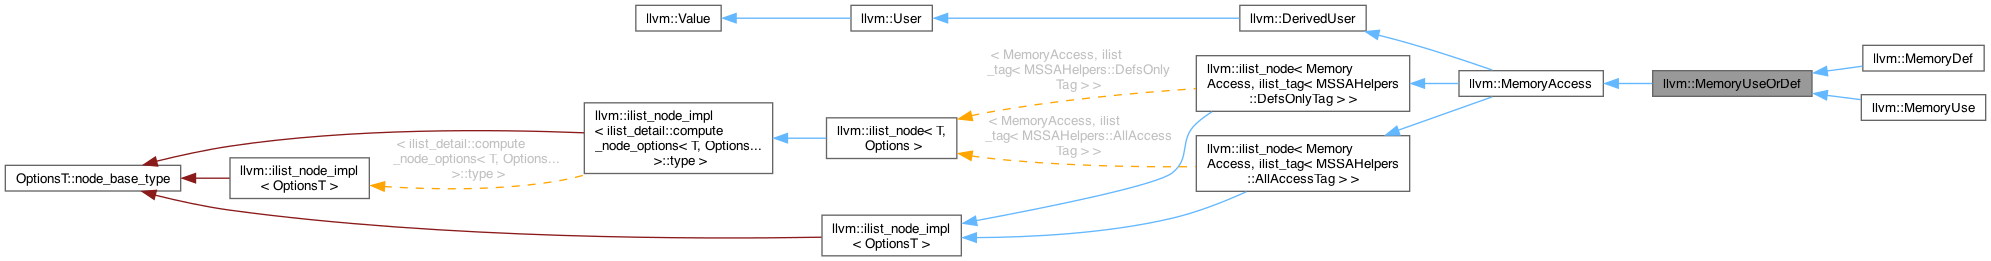 llvm::Value
llvm::User
llvm::DerivedUser
< MemoryAccess, ilist
_tag< MSSAHelpers::DefsOnly
Tag > >
llvm::ilist_node< Memory
Access, ilist_tag< MSSAHelpers
::DefsOnlyTag > >
llvm::MemoryAccess
llvm::MemoryUseOrDef
llvm::MemoryDef
llvm::MemoryUse
llvm::ilist_node_impl
< ilist_detail::compute
_node_options< T, Options...
>::type >
llvm::ilist_node< T,
Options >
< MemoryAccess, ilist
_tag< MSSAHelpers::AllAccess
Tag > >
llvm::ilist_node< Memory
Access, ilist_tag< MSSAHelpers
::AllAccessTag > >
< ilist_detail::compute
_node_options< T, Options...
>::type >
OptionsT::node_base_type
llvm::ilist_node_impl
< OptionsT >
llvm::ilist_node_impl
< OptionsT >